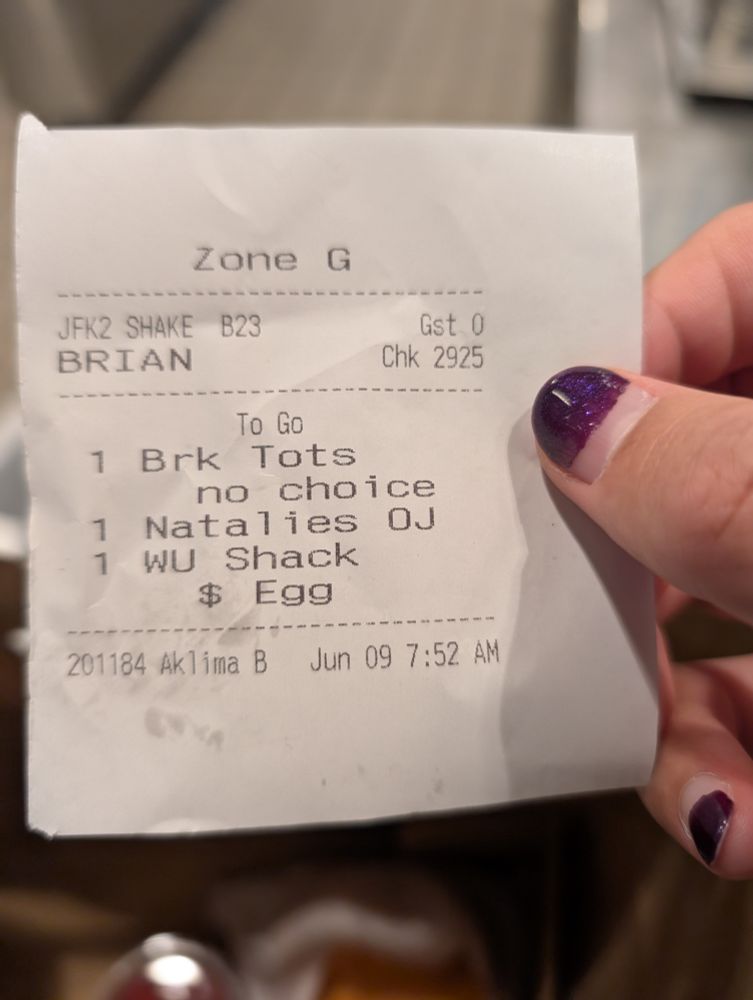 Zone G
JFK2 SHAKE B23 Gst 0
BRIAN Chk 2925
To Go
1 Brk Tots
no choice
1 Natalies OJ
1 WU Shack
$ Egg
201184 Aklima B Jun 09 7:52 AM